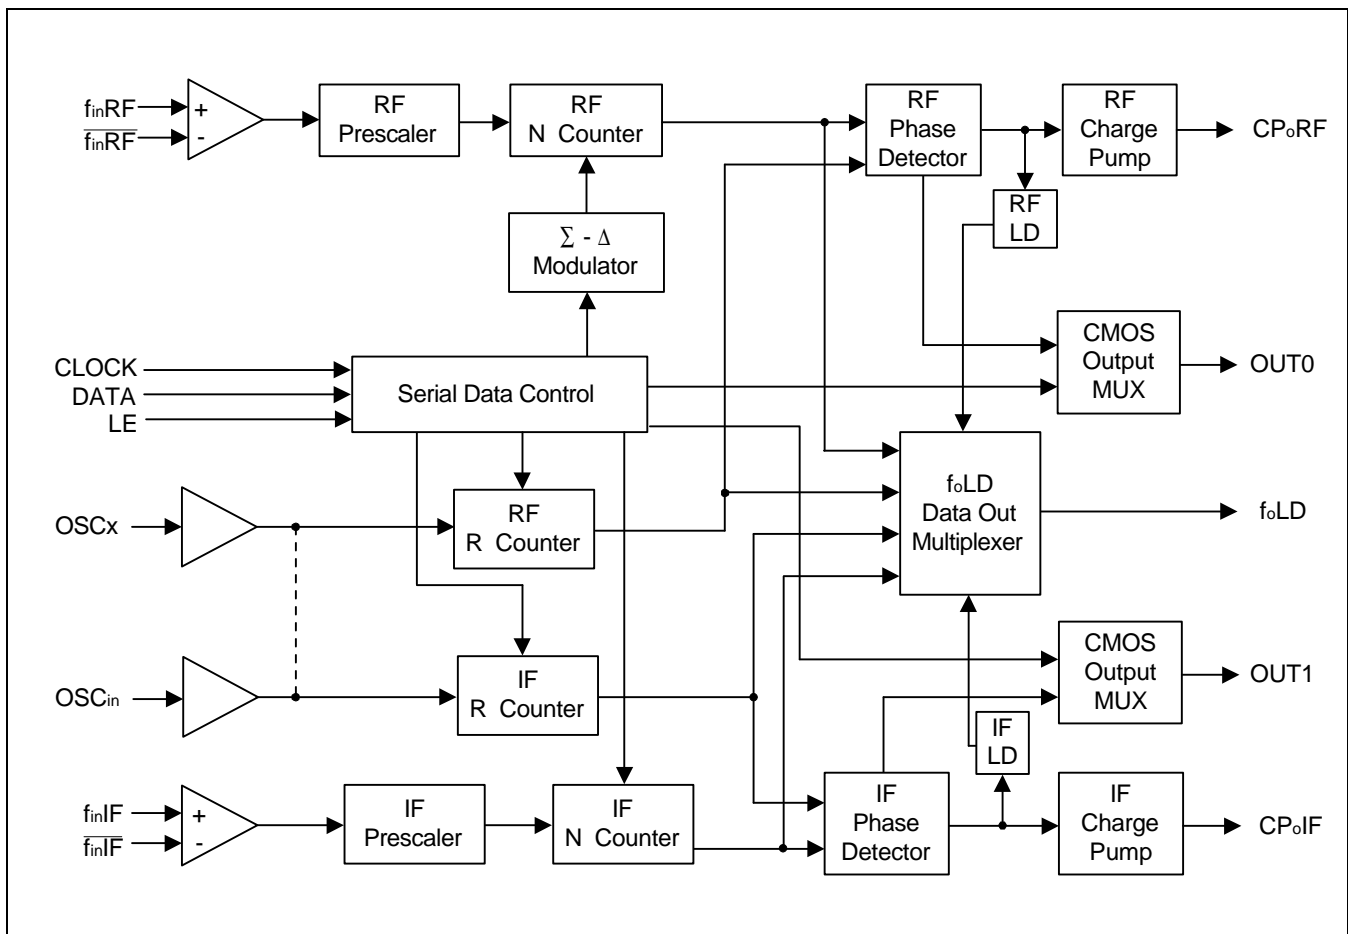 finRF
finRF
+
-
RF
Prescaler
RF
N Counter
RF
Phase
Detector
RF
Charge
Pump
CPoRF
RF
LD
Σ - Δ
Modulator
CLOCK
DATA
LE
Serial Data Control
CMOS
Output
MUX
OUT0
OSCx
RF
R Counter
foLD
Data Out
Multiplexer
foLD
OSCin
IF
R Counter
CMOS
Output
MUX
OUT1
IF
LD
finIF
finIF
+
-
IF
Prescaler
IF
N Counter
IF
Phase
Detector
IF
Charge
Pump
CPoIF